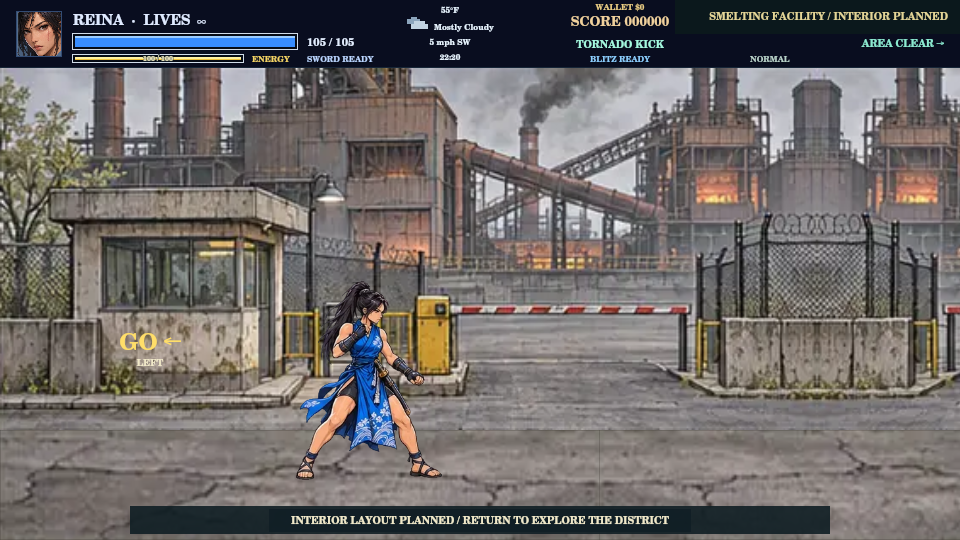 REINA · LIVES ∞
105 / 105
100 / 100
ENERGY
SWORD READY
55°F
Mostly Cloudy
5 mph SW
22:20
WALLET $0
SCORE 000000
TORNADO KICK
BLITZ READY
SMELTING FACILITY / INTERIOR PLANNED
AREA CLEAR →
NORMAL
GO ←
LEFT
INTERIOR LAYOUT PLANNED / RETURN TO EXPLORE THE DISTRICT